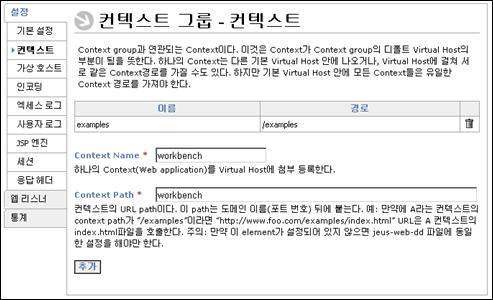 설정
기본 설정
컨텍스트
가상 호스트
인코딩
엑세스 로그
사용자 로그
JSP 엔진
세션
응답 헤더
웹 리스너
통계
컨텍스트 그룹 - 컨텍스트
Context group과 연관되는 Context이다. 이것은 Context가 Context group의 디폴트 Virtual Host의
부분이 됨을 뜻한다. 하나의 Context는 다른 기본 Virtual Host 안에 나오거나, Virtual Host에 걸쳐 서
로 같은 Context경로를 가질 수도 있다. 하지만 기본 Virtual Host 안에 모든 Context들은 유일한
Context 경로를 가져야 한다.
이름 경로
examples /examples
Context Name * workbench
하나의 Context(Web application)를 Virtual Host에 첨부 등록한다.
Context Path * workbench
컨텍스트의 URL path이다. 이 path는 도메인 이름(포트 번호) 뒤에 붙는다. 예: 만약에 A라는 컨텍스트의
context path가 "/examples"이라면 "http://www.foo.com/examples/index.html" URL은 A 컨텍스트의
index.html파일을 호출한다. 주의: 만약 이 element가 설정되어 있지 않으면 jeus-web-dd 파일에 동일
한 설정을 해야만 한다.
추가